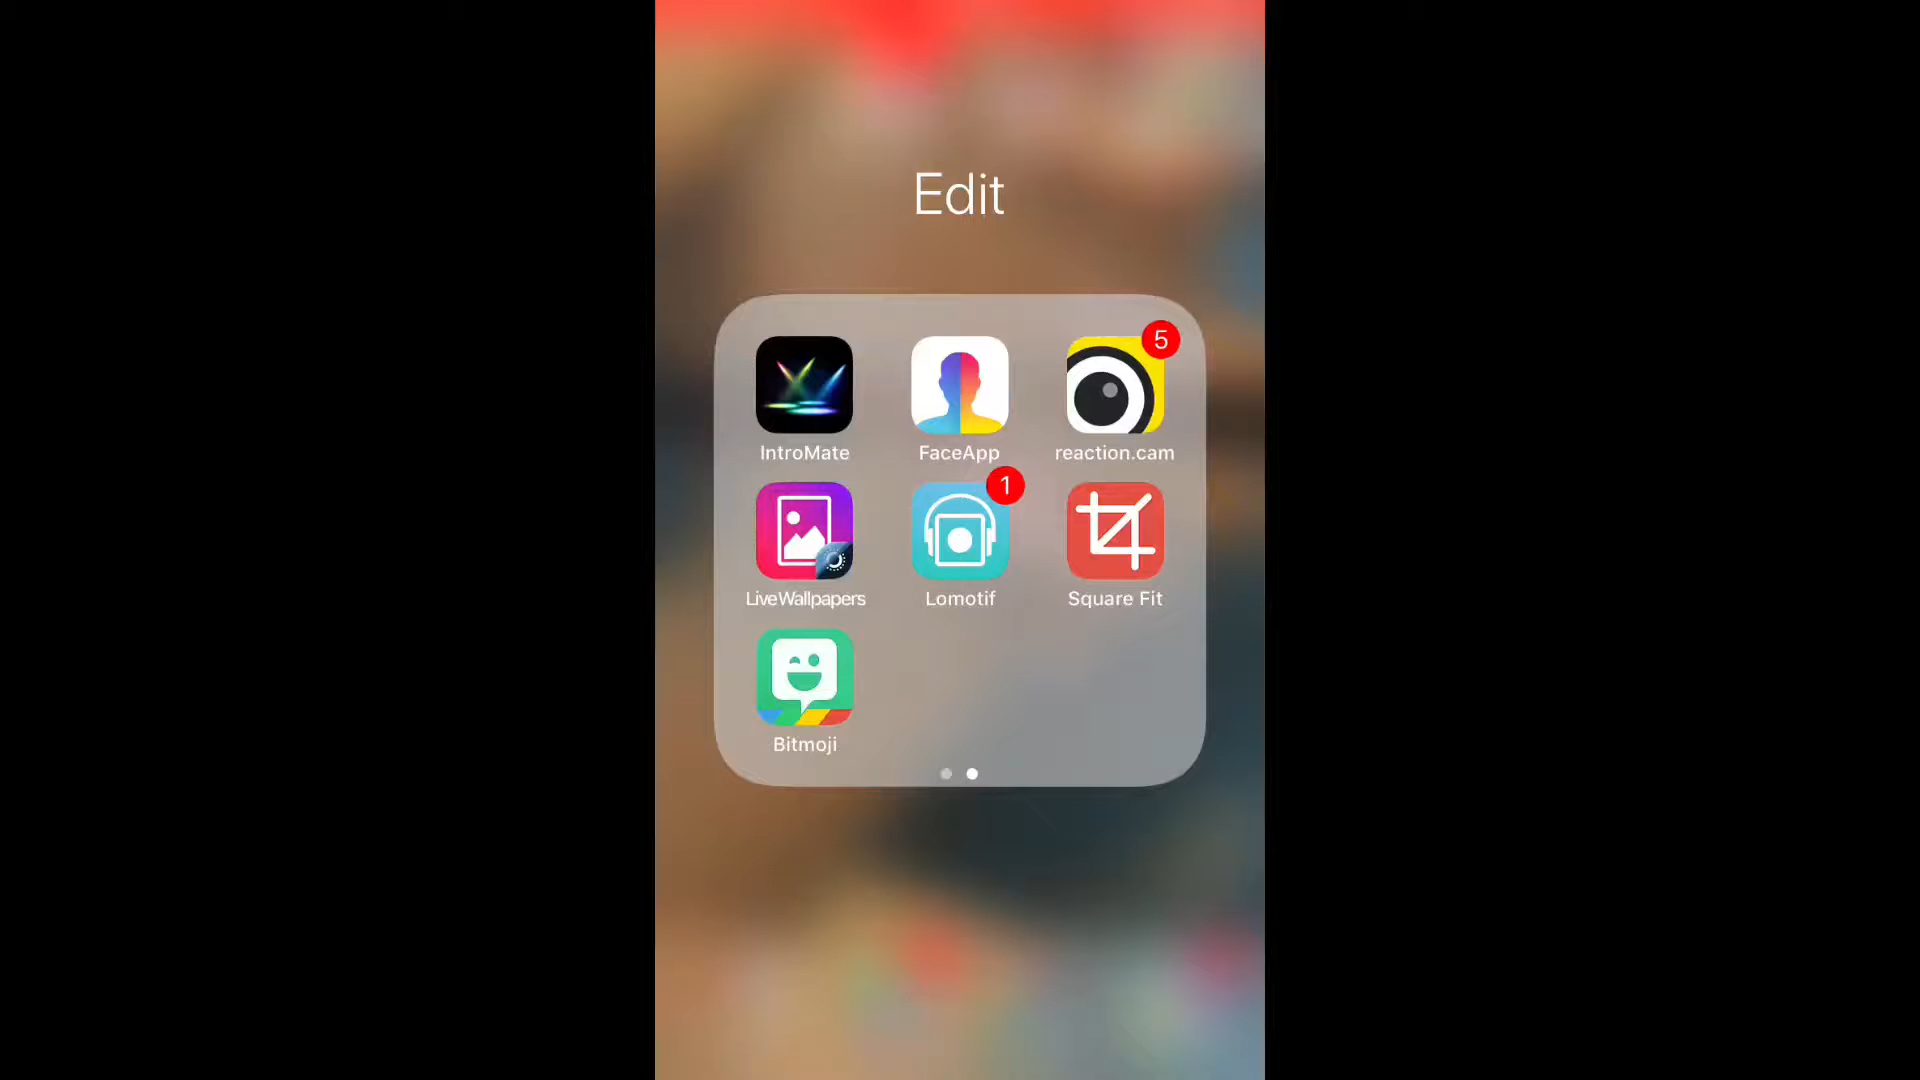 Edit
5
IntroMate FaceApp reaction.cam
1
LiveWallpapers Lomotif Square Fit
Bitmoji